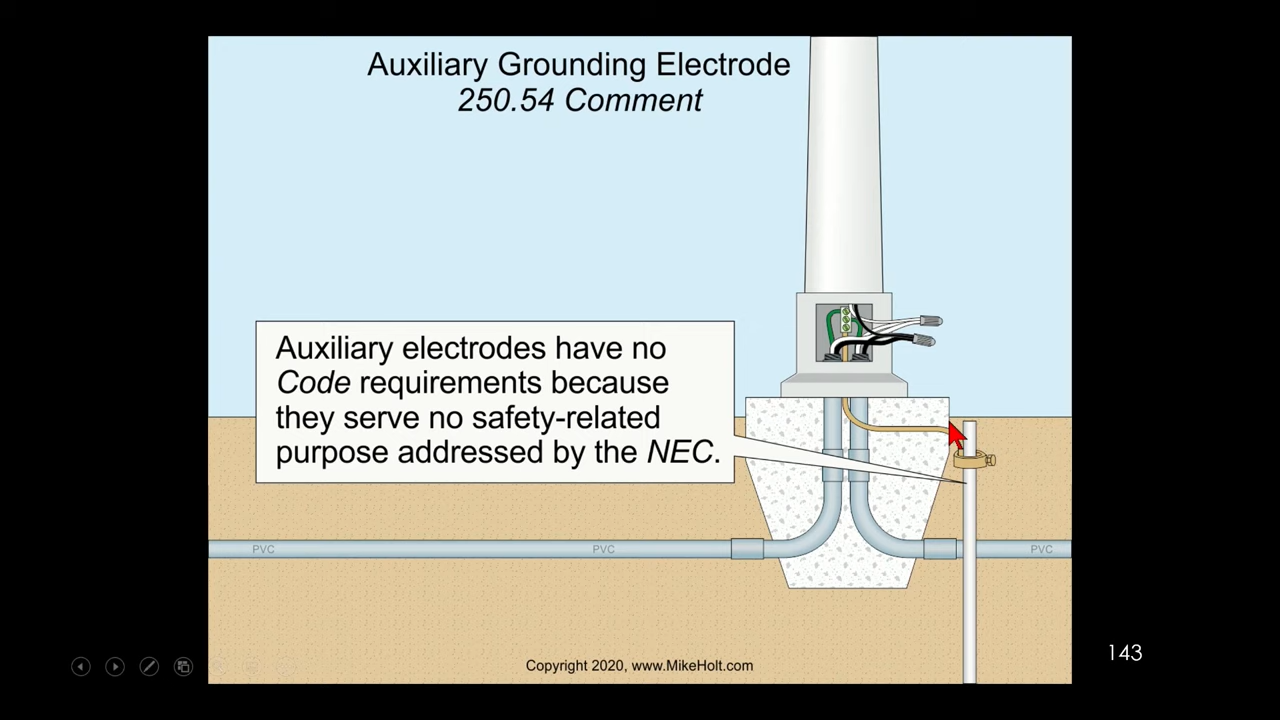 Auxiliary Grounding Electrode
250.54 Comment
Auxiliary electrodes have no
Code requirements because
they serve no safety-related
purpose addressed by the NEC.
PVC
PVC
PVC
Copyright 2020, www.MikeHolt.com
143